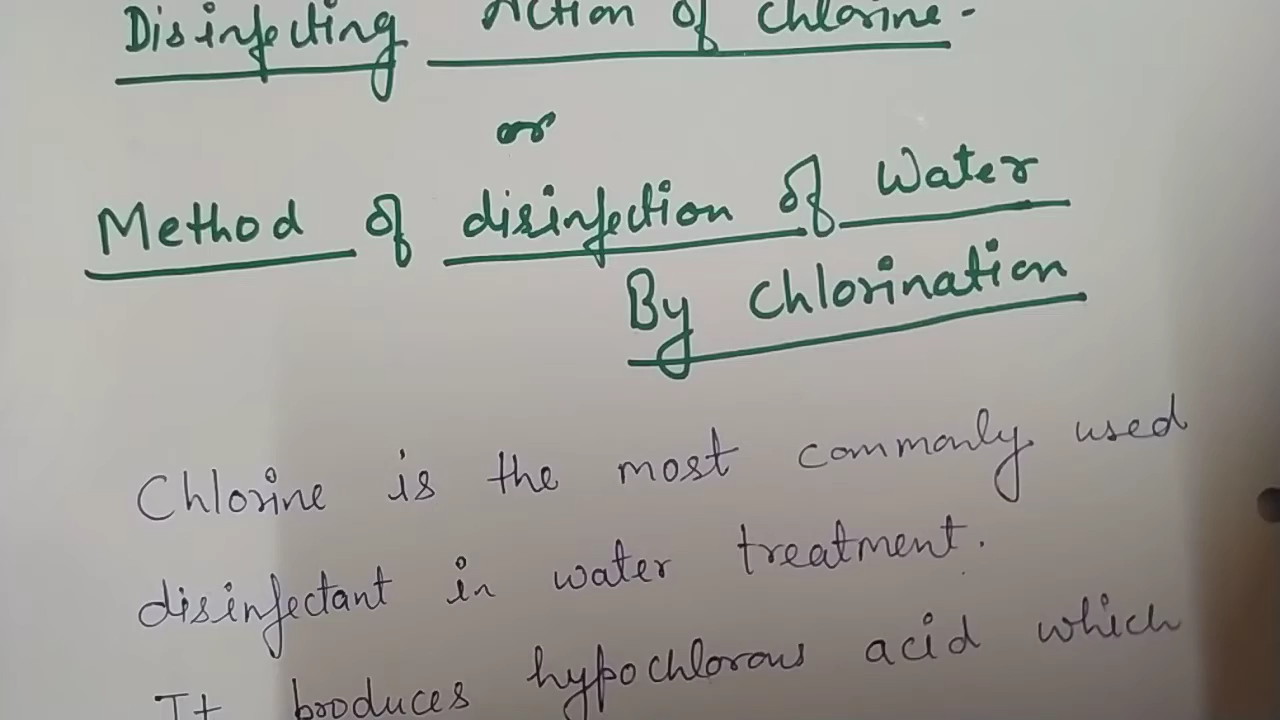 Disinfecting Action of Chlorine.
or
Method of disinfection of Water
By Chlorination
Chlorine is the most commonly used
disinfectant in water treatment.
It produces hypochlorous acid which